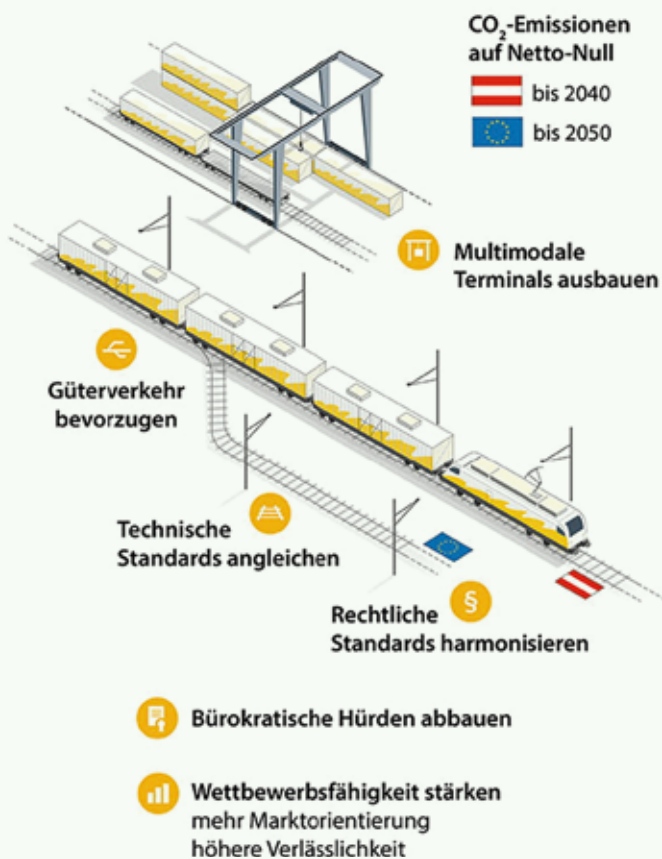 CO₂-Emissionen
auf Netto-Null
bis 2040
bis 2050
Multimodale
Terminals ausbauen
Güterverkehr
bevorzugen
Technische
Standards angleichen
§
Rechtliche
Standards harmonisieren
Bürokratische Hürden abbauen
Wettbewerbsfähigkeit stärken
mehr Marktorientierung
höhere Verlässlichkeit